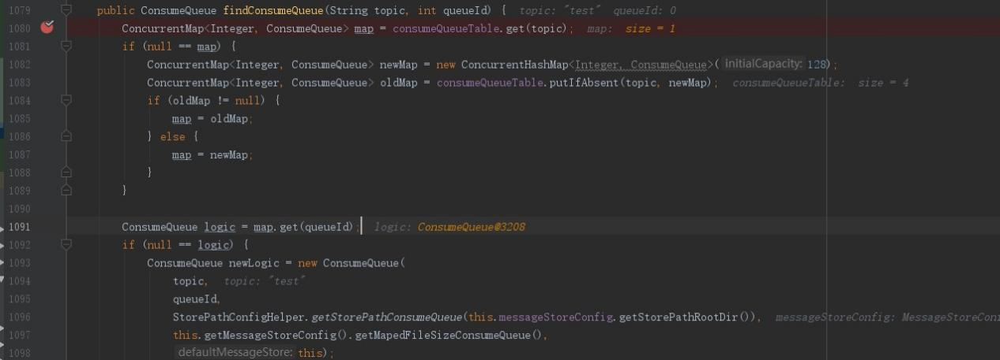 1079 public ConsumeQueue findConsumeQueue(String topic, int queueId) { topic: "test" queueId: 0
1080 ConcurrentMap<Integer, ConsumeQueue> map = consumeQueueTable.get(topic); map: size = 1
1081 if (null == map) {
1082 ConcurrentMap<Integer, ConsumeQueue> newMap = new ConcurrentHashMap<Integer, ConsumeQueue>( initialCapacity: 128);
1083 ConcurrentMap<Integer, ConsumeQueue> oldMap = consumeQueueTable.putIfAbsent(topic, newMap); consumeQueueTable: size = 4
1084 if (oldMap != null) {
1085 map = oldMap;
1086 } else {
1087 map = newMap;
1088 }
1089 }
1090
1091 ConsumeQueue logic = map.get(queueId); logic: ConsumeQueue@3208
1092 if (null == logic) {
1093 ConsumeQueue newLogic = new ConsumeQueue(
1094 topic, topic: "test"
1095 queueId,
1096 StorePathConfigHelper.getStorePathConsumeQueue(this.messageStoreConfig.getStorePathRootDir()), messageStoreConfig: MessageStoreConf
1097 this.getMessageStoreConfig().getMapedFileSizeConsumeQueue(),
1098 defaultMessageStore: this);